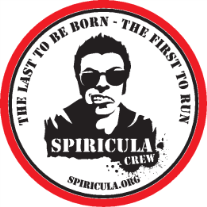 THE LAST TO BE BORN - THE FIRST TO RUN
SPIRICULA
CREW
SPIRICULA.ORG